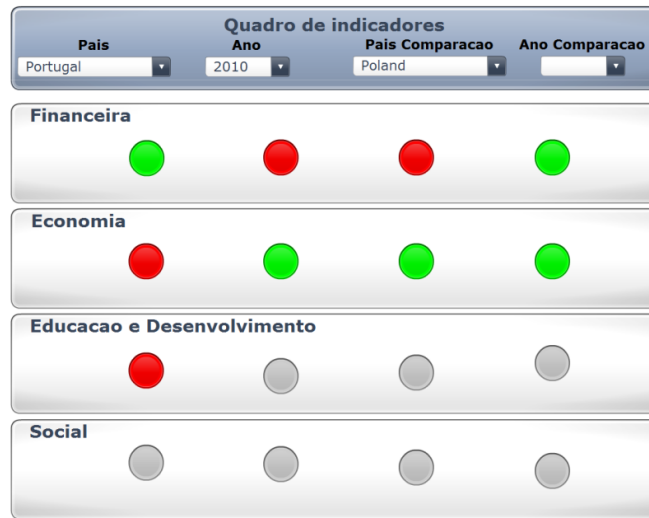 Quadro de indicadores
Pais Ano Pais Comparacao Ano Comparacao
Portugal 2010 Poland
Financeira
Economia
Educacao e Desenvolvimento
Social